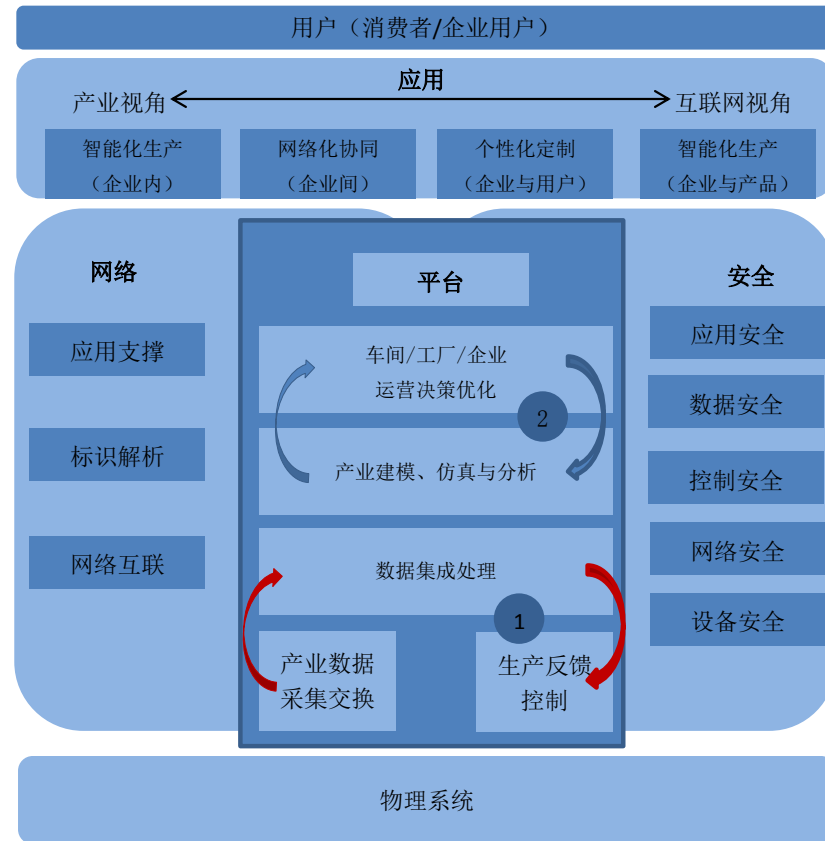 用户（消费者/企业用户）
应用
产业视角
互联网视角
智能化生产
（企业内）
网络化协同
（企业间）
个性化定制
（企业与用户）
智能化生产
（企业与产品）
网络
应用支撑
标识解析
网络互联
平台
车间/工厂/企业
运营决策优化
2
产业建模、仿真与分析
数据集成处理
1
产业数据
采集交换
生产反馈
控制
安全
应用安全
数据安全
控制安全
网络安全
设备安全
物理系统